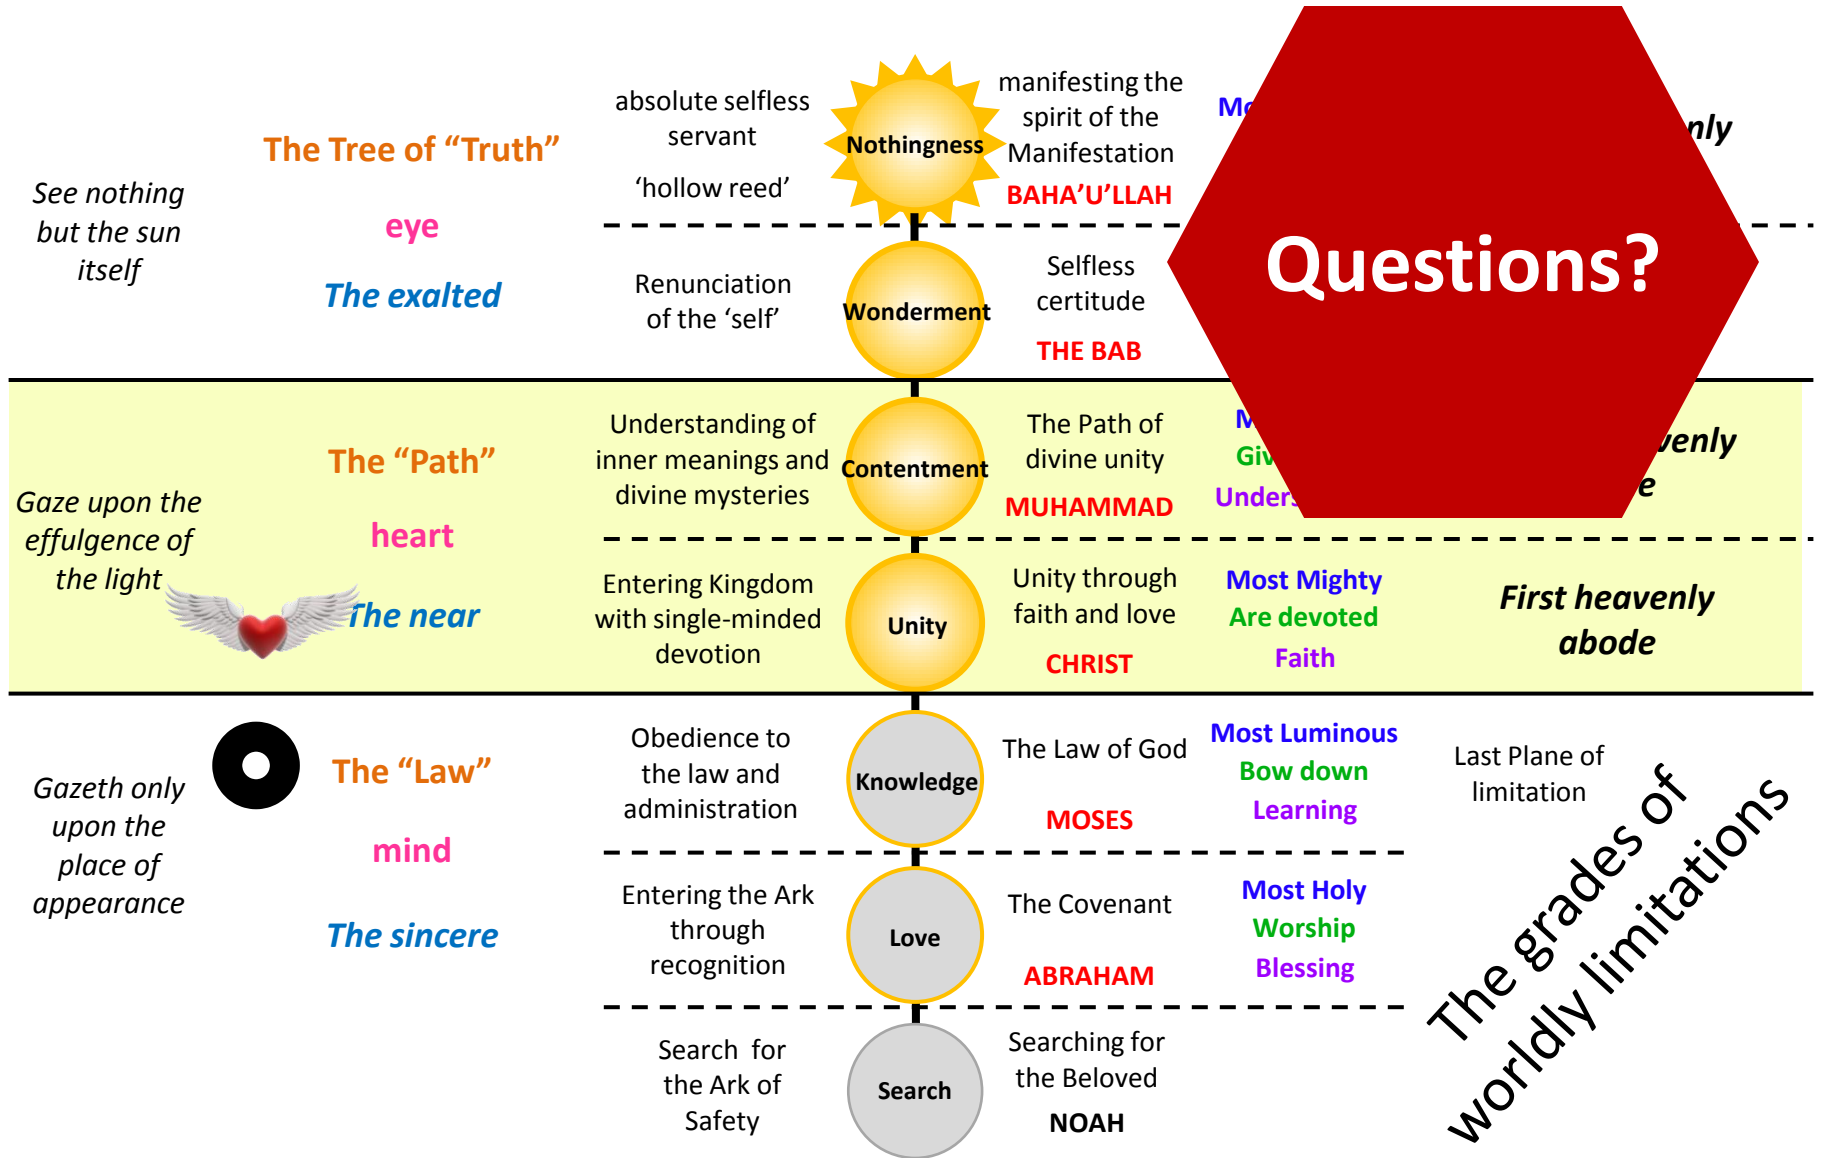 See nothing
but the sun
itself
The Tree of “Truth”
eye
The exalted
absolute selfless
servant
‘hollow reed’
Nothingness
manifesting the
spirit of the
Manifestation
BAHA’U’LLAH
Questions?
Renunciation
of the ‘self’
Wonderment
Selfless
certitude
THE BAB
Gaze upon the
effulgence of
the light
The “Path”
heart
The near
Understanding of
inner meanings and
divine mysteries
Contentment
The Path of
divine unity
MUHAMMAD
Entering Kingdom
with single-minded
devotion
Unity
Unity through
faith and love
CHRIST
Most Mighty
Are devoted
Faith
First heavenly
abode
Gazeth only
upon the
place of
appearance
The “Law”
mind
The sincere
Obedience to
the law and
administration
Knowledge
The Law of God
MOSES
Most Luminous
Bow down
Learning
Last Plane of
limitation
Entering the Ark
through
recognition
Love
The Covenant
ABRAHAM
Most Holy
Worship
Blessing
The grades of
worldly limitations
Search for
the Ark of
Safety
Search
Searching for
the Beloved
NOAH